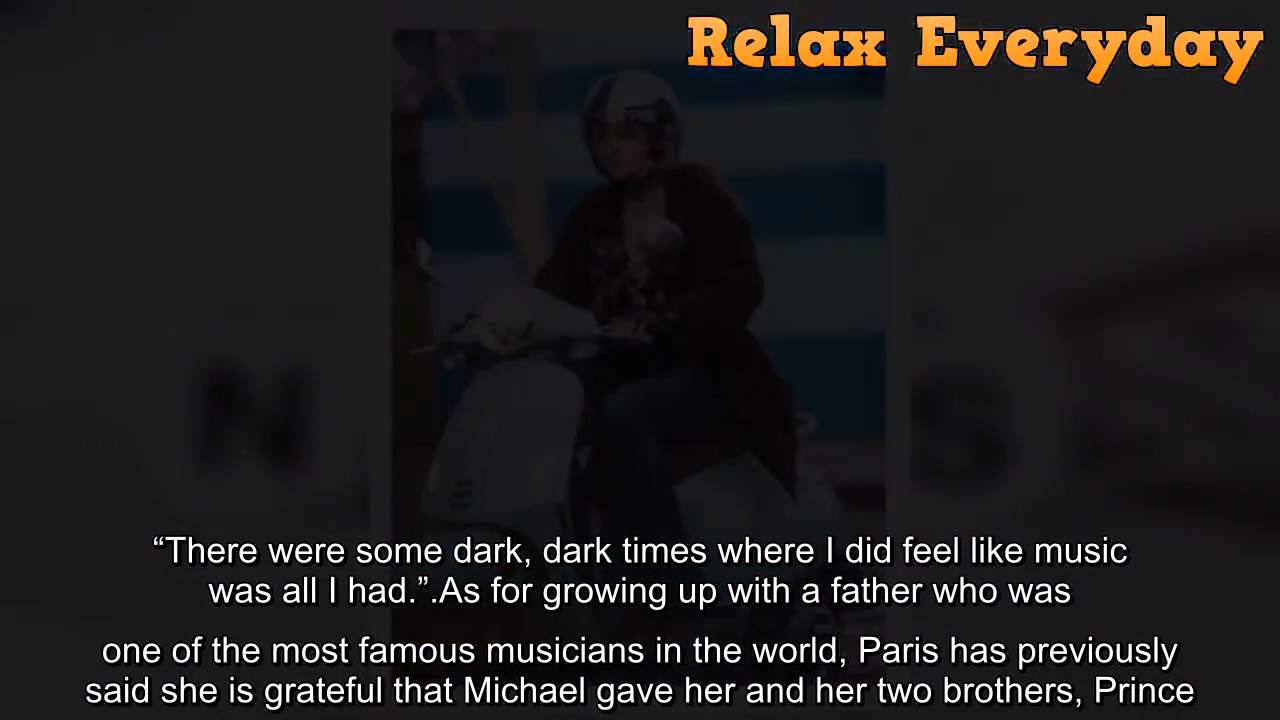 Relax Everyday
N S
“There were some dark, dark times where I did feel like music
was all I had.”.As for growing up with a father who was
one of the most famous musicians in the world, Paris has previously
said she is grateful that Michael gave her and her two brothers, Prince